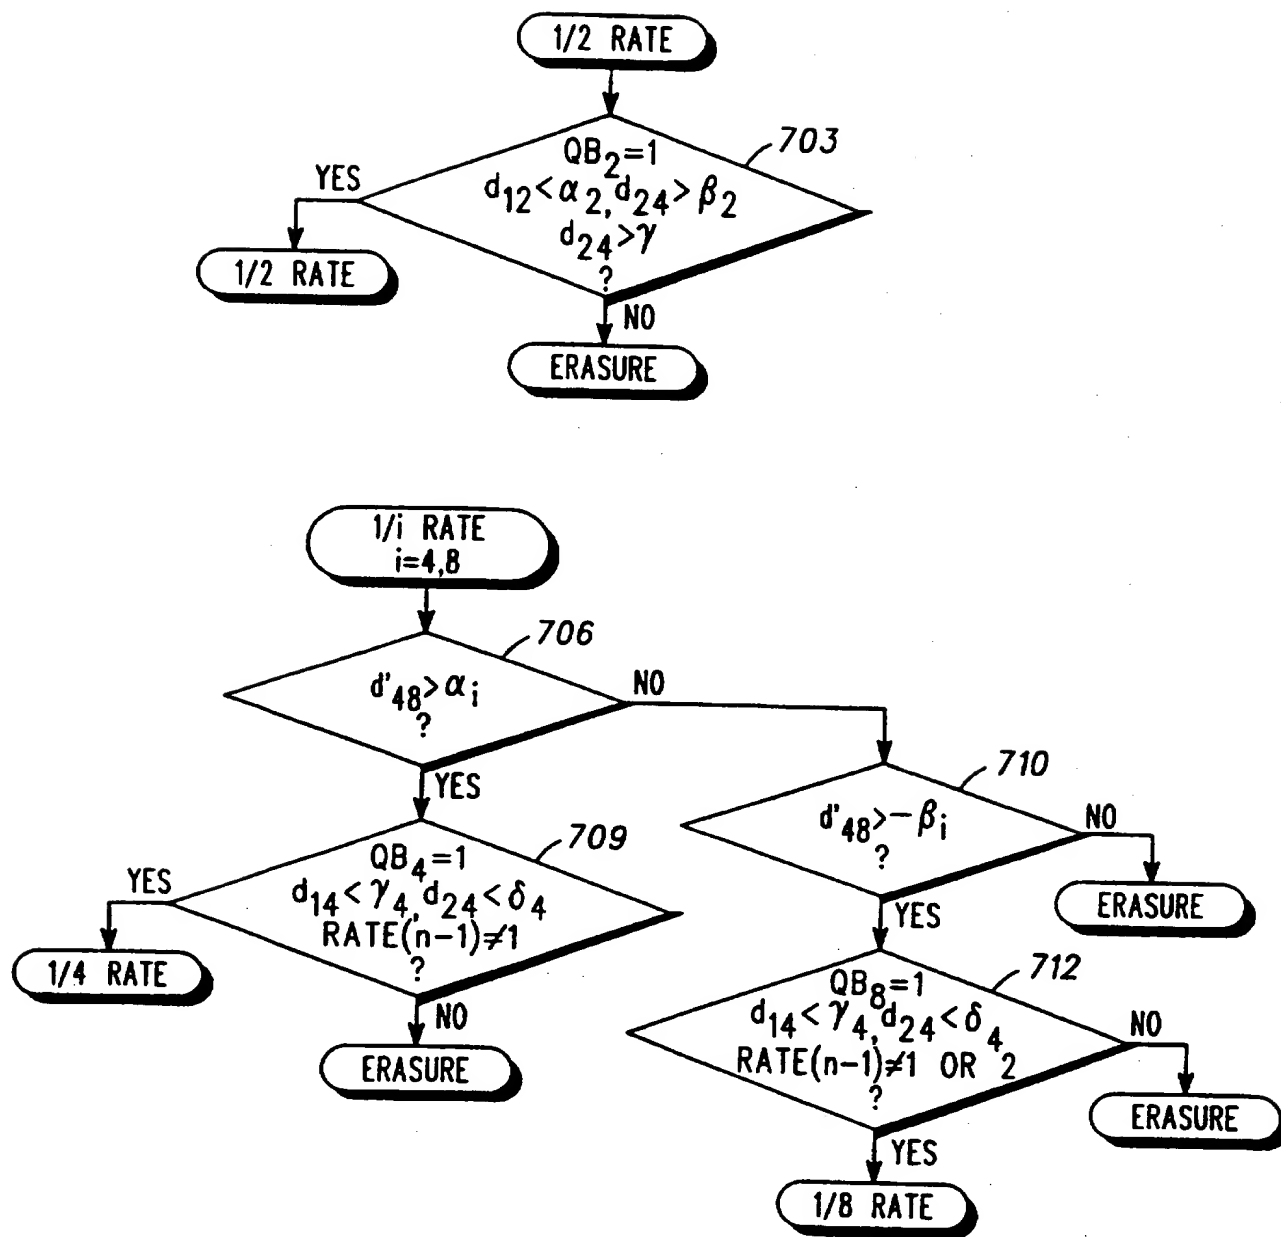 1/2 RATE
703
QB₂=1
d₁₂<α₂, d₂₄>β₂
d₂₄>γ
?
YES
1/2 RATE
NO
ERASURE
1/i RATE
i=4,8
706
d'₄₈>αᵢ
?
NO
YES
710
d'₄₈>-βᵢ
?
NO
ERASURE
YES
709
QB₄=1
d₁₄<γ₄, d₂₄<δ₄
RATE(n-1)≠1
?
YES
1/4 RATE
NO
ERASURE
712
QB₈=1
d₁₄<γ₄, d₂₄<δ₄
RATE(n-1)≠1 OR 2
?
NO
ERASURE
YES
1/8 RATE